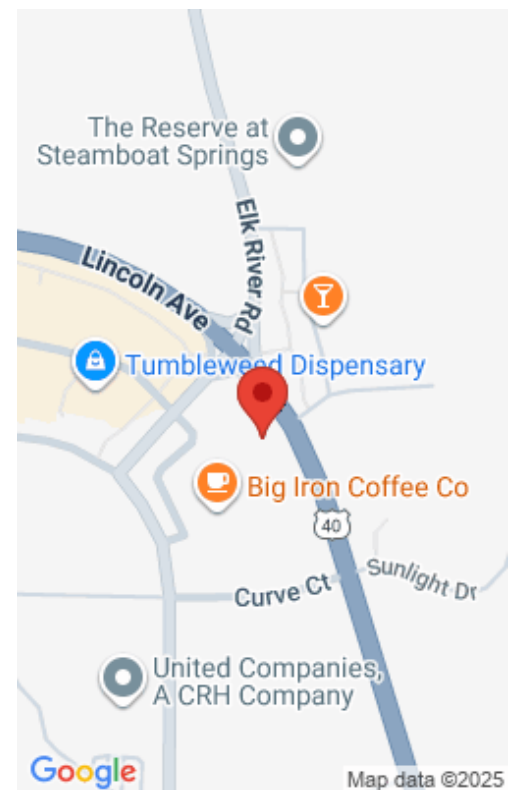 The Reserve at
Steamboat Springs
Elk River Rd
Lincoln Ave
Tumbleweed Dispensary
Big Iron Coffee Co
40
Sunlight Dr
Curve Ct
United Companies,
A CRH Company
Google
Map data ©2025